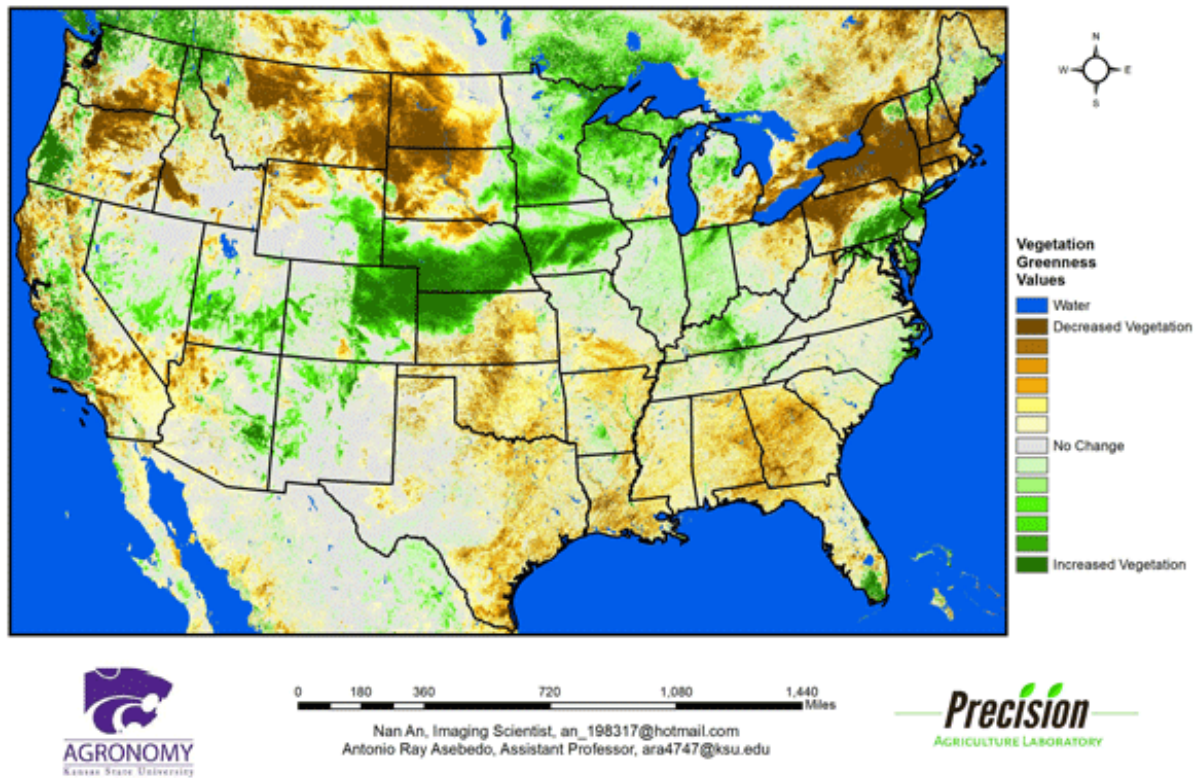 N
W
E
S
Vegetation
Greenness
Values
Water
Decreased Vegetation
No Change
Increased Vegetation
0 180 360 720 1,080 1,440
Miles
Nan An, Imaging Scientist, an_198317@hotmail.com
Antonio Ray Asebedo, Assistant Professor, ara4747@ksu.edu
AGRONOMY
Kansas State University
Precision
AGRICULTURE LABORATORY